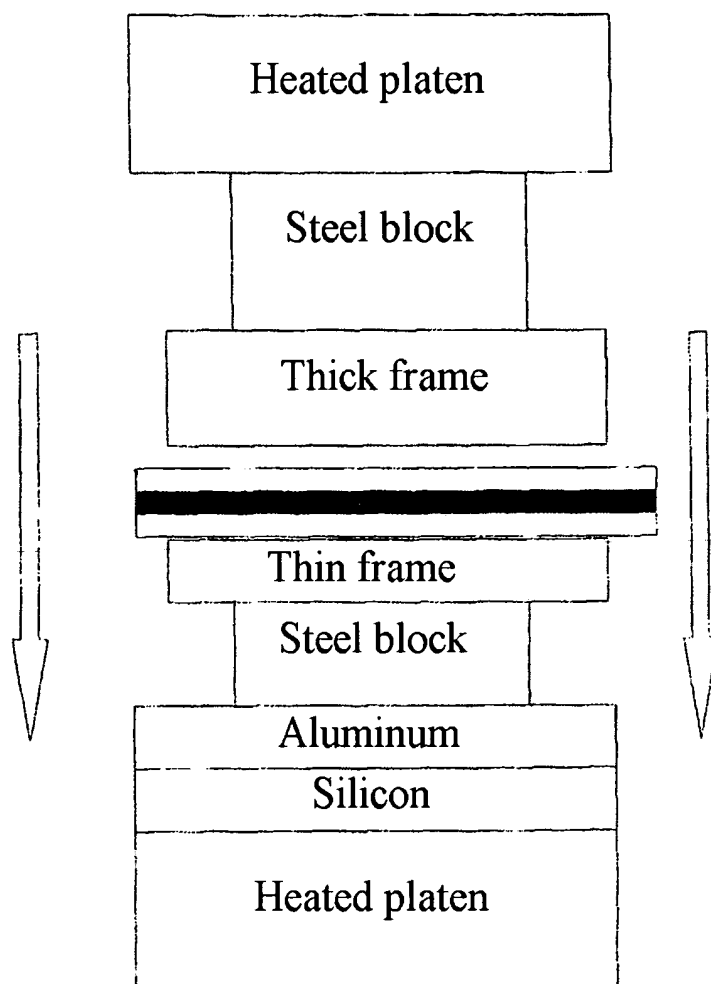 Heated platen
Steel block
Thick frame
Thin frame
Steel block
Aluminum
Silicon
Heated platen